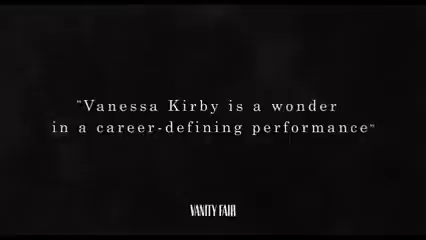 "Vanessa Kirby is a wonder
in a career-defining performance"
VANITY FAIR